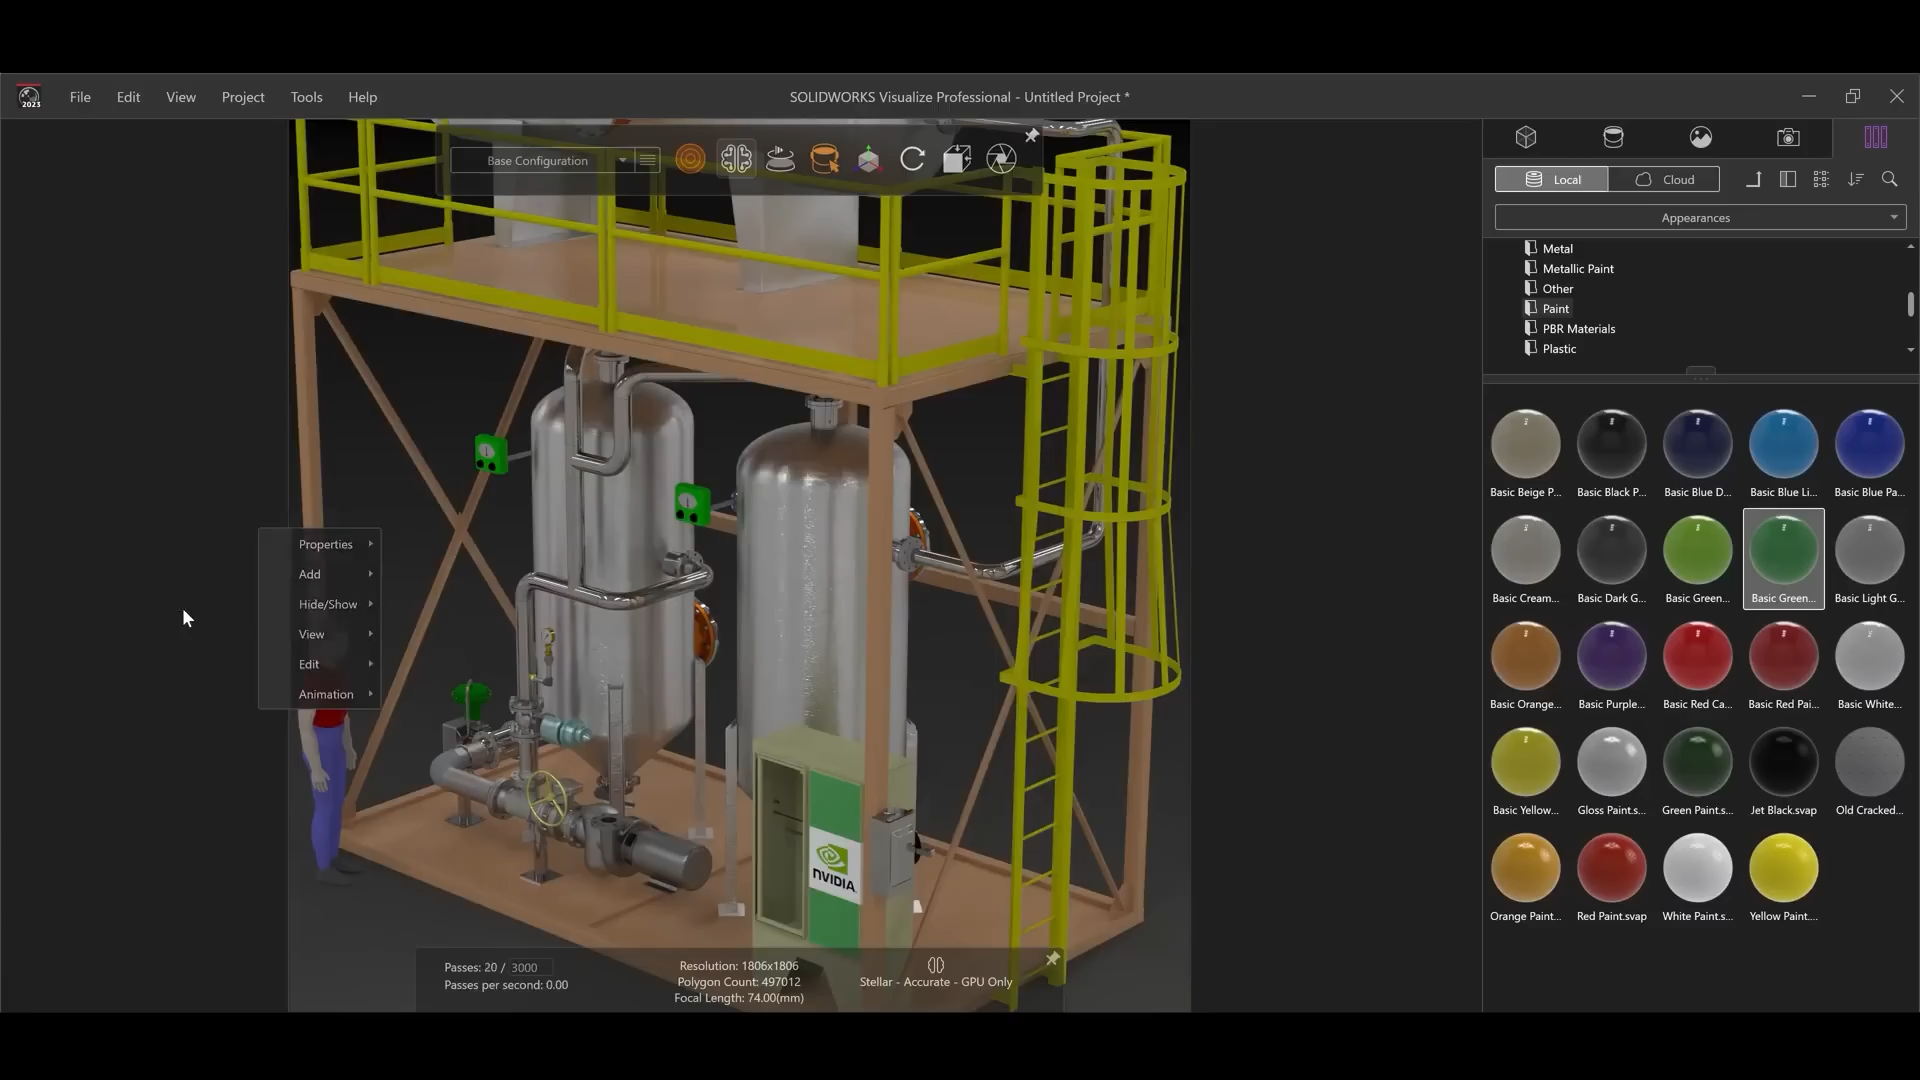 2023
File Edit View Project Tools Help
SOLIDWORKS Visualize Professional - Untitled Project *
Base Configuration
Local
Cloud
Appearances
Metal
Metallic Paint
Other
Paint
PBR Materials
Plastic
Basic Beige P...
Basic Black P...
Basic Blue D...
Basic Blue Li...
Basic Blue Pa...
Basic Cream...
Basic Dark G...
Basic Green...
Basic Green...
Basic Light G...
Basic Orange...
Basic Purple...
Basic Red Ca...
Basic Red Pai...
Basic White...
Basic Yellow...
Gloss Paint.s...
Green Paint.s...
Jet Black.svap
Old Cracked...
Orange Paint...
Red Paint.svap
White Paint.s...
Yellow Paint....
Properties
Add
Hide/Show
View
Edit
Animation
NVIDIA
Passes: 20 / 3000
Passes per second: 0.00
Resolution: 1806x1806
Polygon Count: 497012
Focal Length: 74.00(mm)
Stellar - Accurate - GPU Only